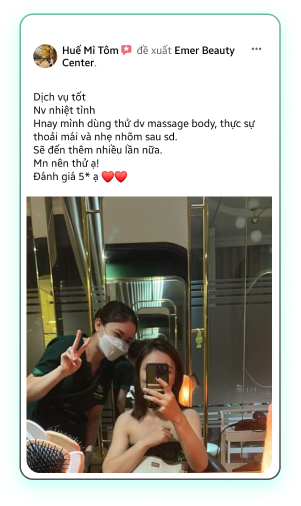 Huế Mì Tôm đề xuất Emer Beauty
Center.
Dịch vụ tốt
Nv nhiệt tình
Hnay mình dùng thử dv massage body, thực sự
thoải mái và nhẹ nhõm sau sd.
Sẽ đến thêm nhiều lần nữa.
Mn nên thử ạ!
Đánh giá 5* ạ ❤️❤️